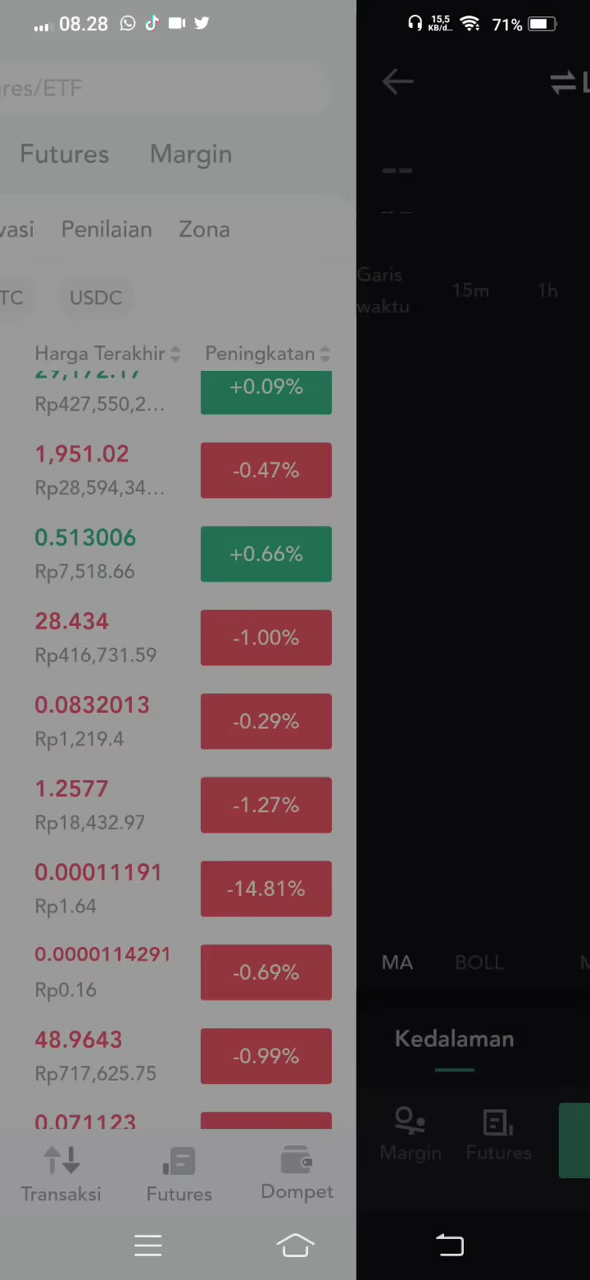 08.28
15,5 KB/d... 71%
res/ETF
Futures Margin
vasi Penilaian Zona
TC USDC
Harga Terakhir Peningkatan
29,172.17 +0.09%
Rp427,550,2...
1,951.02 -0.47%
Rp28,594,34...
0.513006 +0.66%
Rp7,518.66
28.434 -1.00%
Rp416,731.59
0.0832013 -0.29%
Rp1,219.4
1.2577 -1.27%
Rp18,432.97
0.00011191 -14.81%
Rp1.64
0.0000114291 -0.69%
Rp0.16
48.9643 -0.99%
Rp717,625.75
0.071123
Transaksi Futures Dompet
L
--
-- --
Garis waktu 15m 1h
MA BOLL M
Kedalaman
Margin Futures